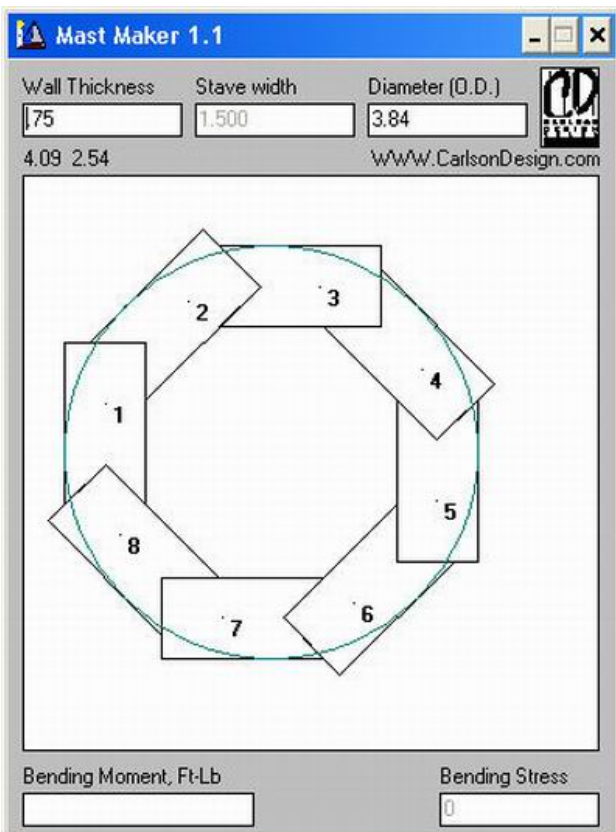 Mast Maker 1.1
Wall Thickness Stave width Diameter (O.D.)
.75 1.500 3.84
4.09 2.54 WWW.CarlsonDesign.com
2 3
4
1
5
8
7 6
Bending Moment, Ft-Lb Bending Stress
0